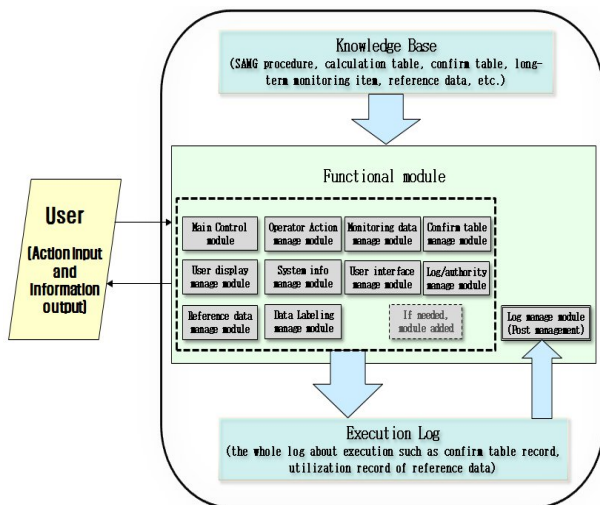 Knowledge Base
(SAMG procedure, calculation table, confirm table, long-
term monitoring item, reference data, etc.)
Functional module
User
(Action Input
and
Information
output)
Main Control
module
Operator Action
manage module
Monitoring data
manage module
Confirm table
manage module
User display
manage module
System info
manage module
User interface
manage module
Log/authority
manage module
Reference data
manage module
Data Labeling
manage module
If needed,
module added
Log manage module
(Post management)
Execution Log
(the whole log about execution such as confirm table record,
utilization record of reference data)